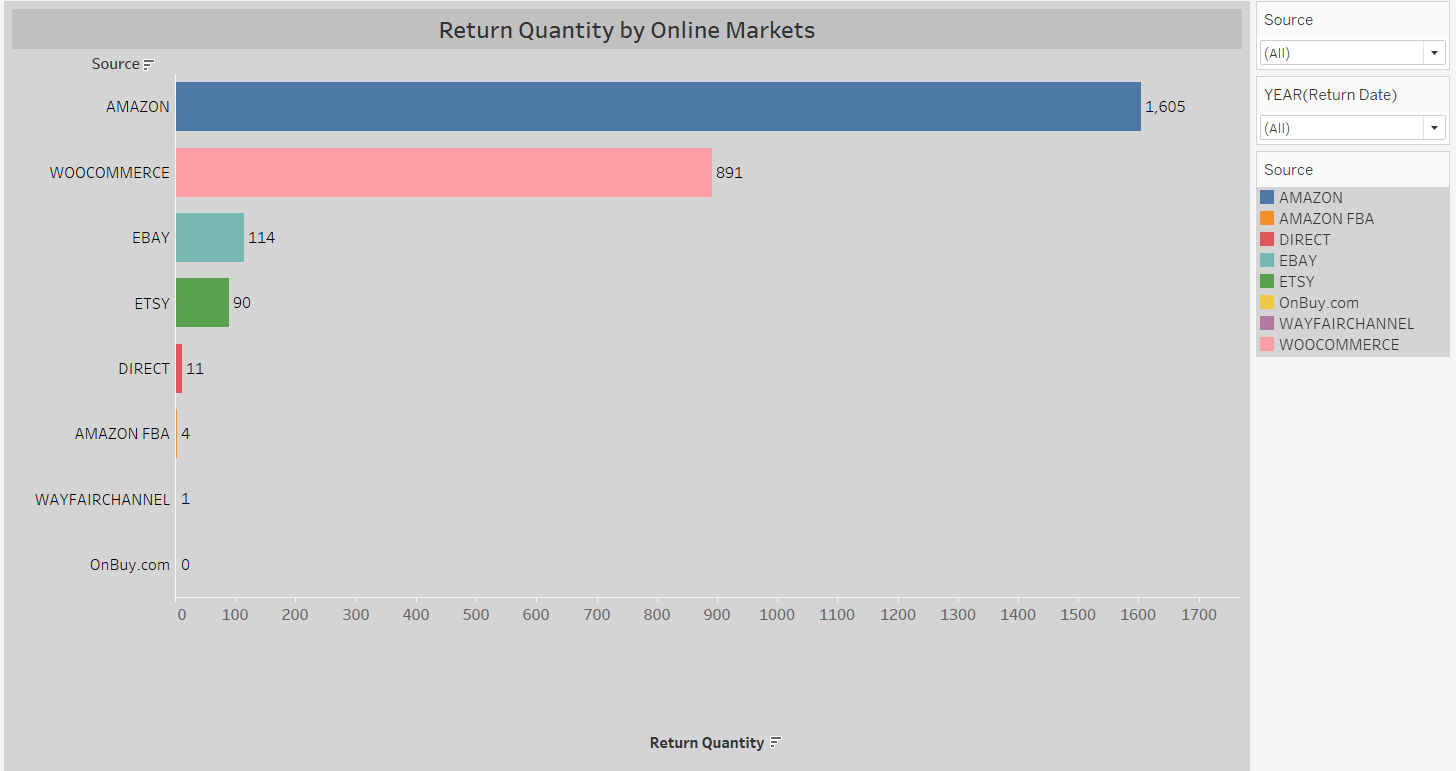 Return Quantity by Online Markets
Source
AMAZON 1,605
WOOCOMMERCE 891
EBAY 114
ETSY 90
DIRECT 11
AMAZON FBA 4
WAYFAIRCHANNEL 1
OnBuy.com 0
0 100 200 300 400 500 600 700 800 900 1000 1100 1200 1300 1400 1500 1600 1700
Return Quantity
Source
(All)
YEAR(Return Date)
(All)
Source
AMAZON
AMAZON FBA
DIRECT
EBAY
ETSY
OnBuy.com
WAYFAIRCHANNEL
WOOCOMMERCE